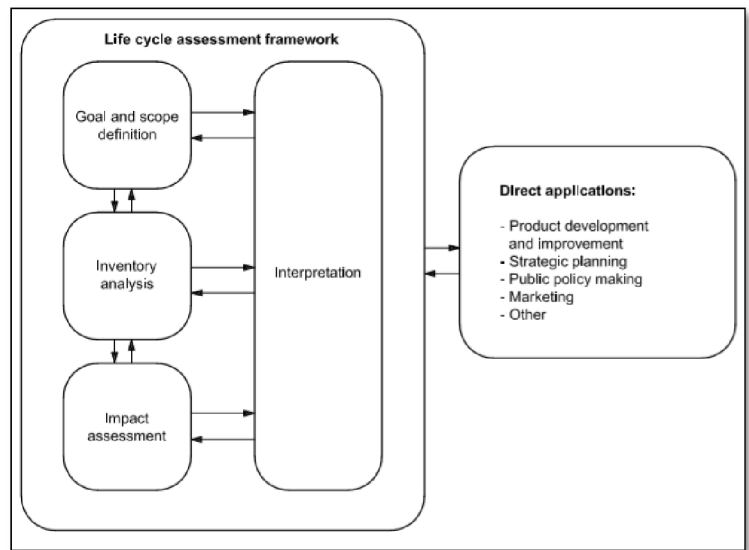 Life cycle assessment framework
Goal and scope
definition
Inventory
analysis
Impact
assessment
Interpretation
Direct applications:
- Product development
and improvement
- Strategic planning
- Public policy making
- Marketing
- Other